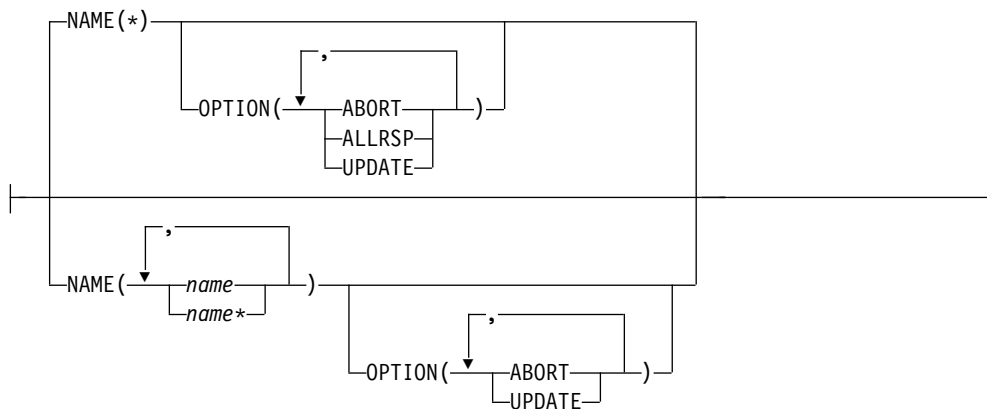 NAME(*)
,
OPTION( ABORT )
ALLRSP
UPDATE
,
NAME( name )
name*
,
OPTION( ABORT )
UPDATE